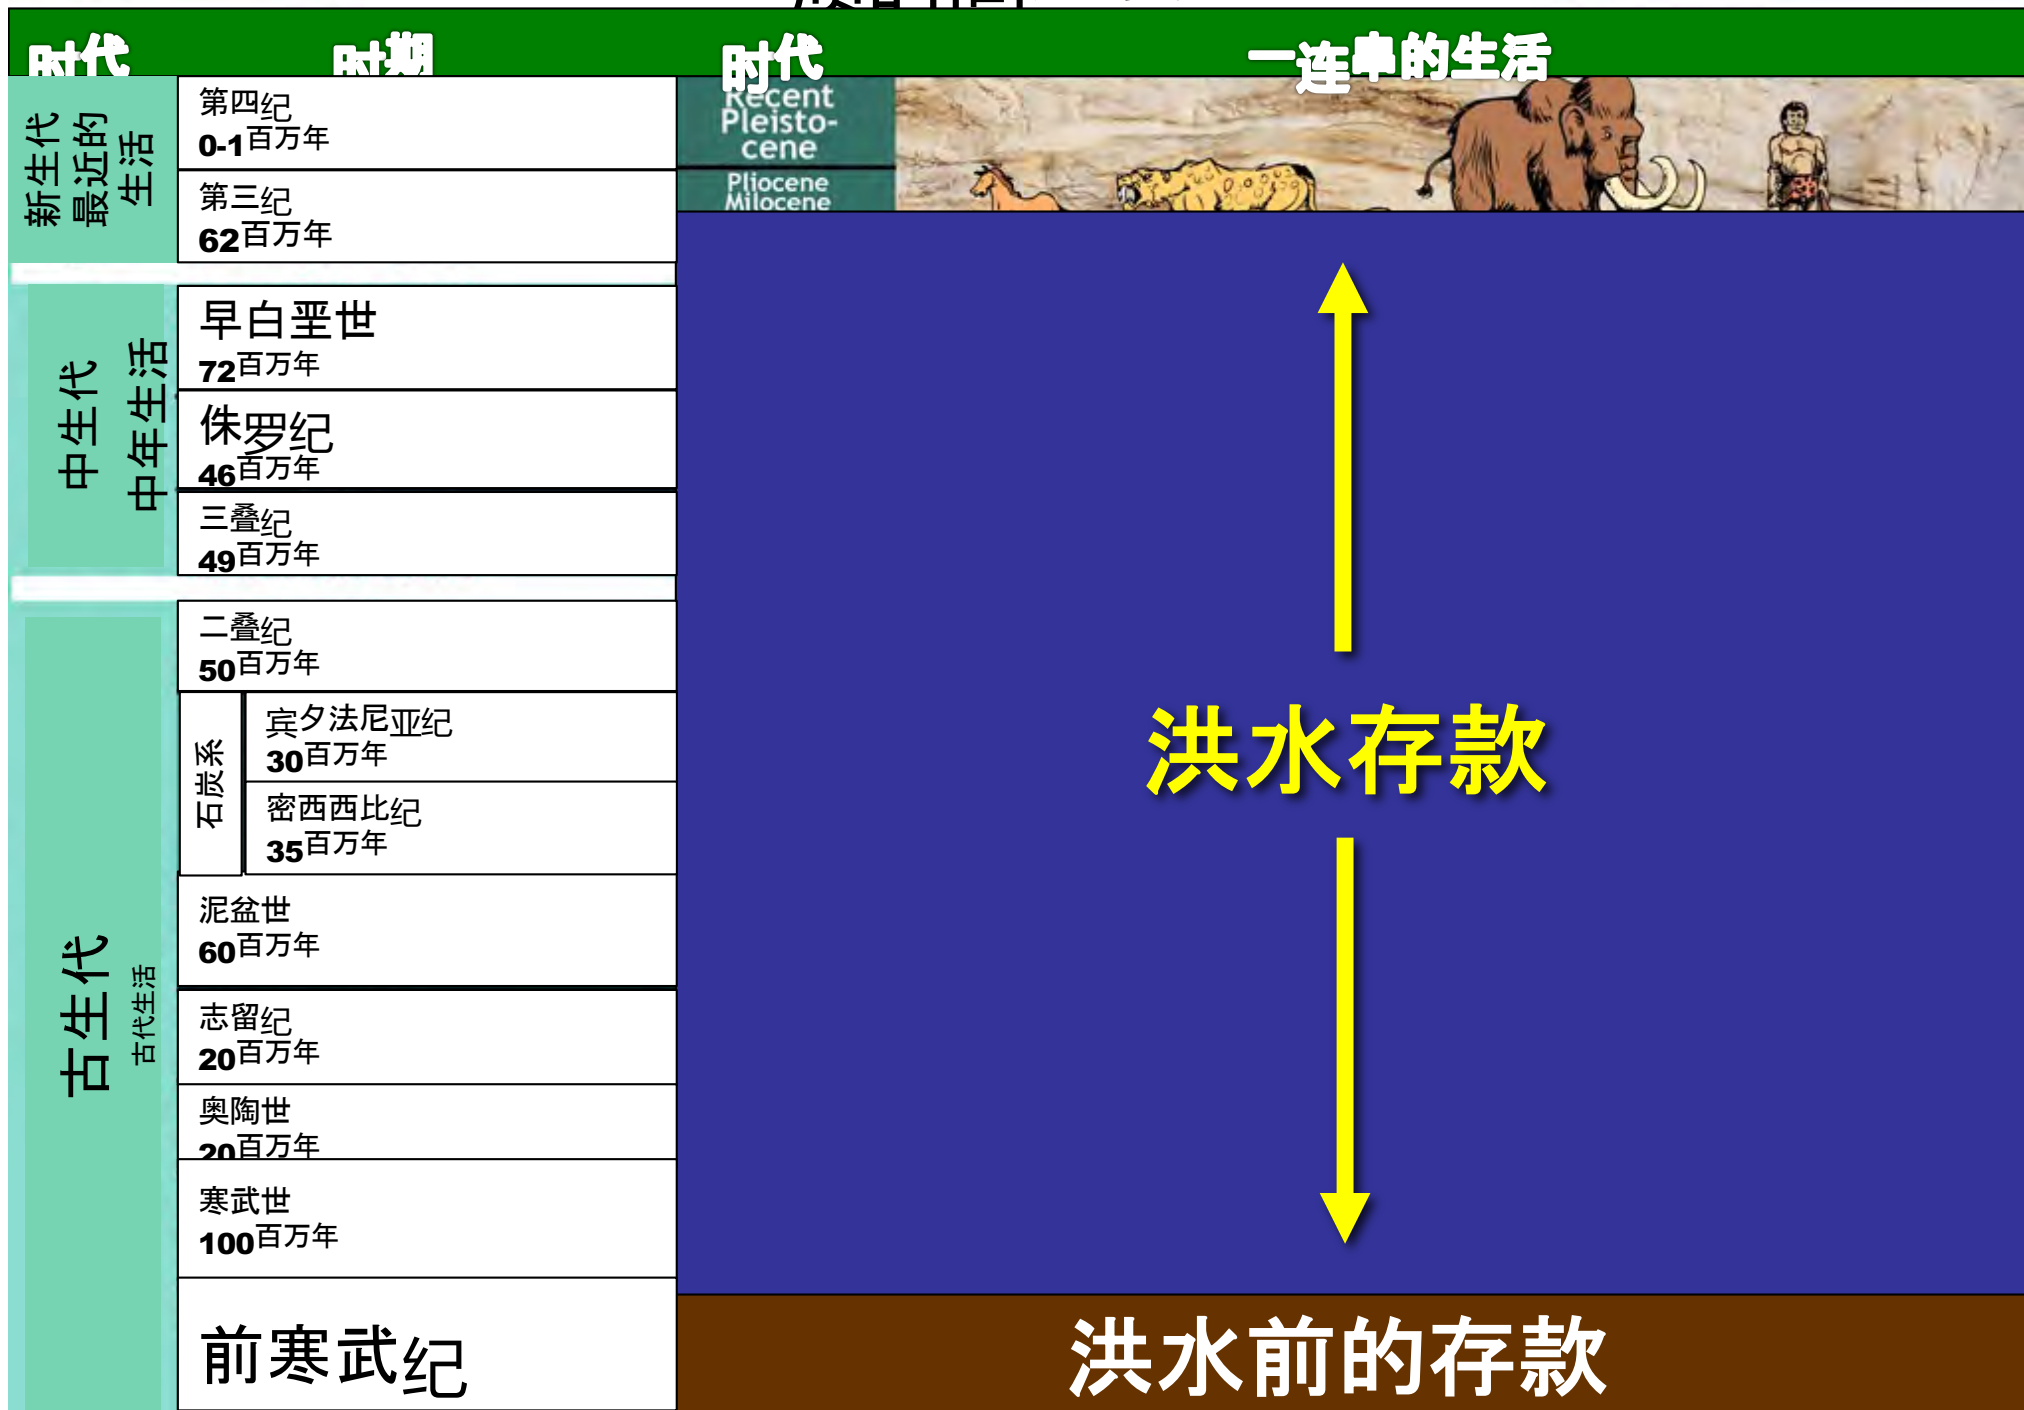 时代 时期 时代 一连串的生活
新生代
最近的
生活
第四纪
0-1百万年
第三纪
62百万年
Recent
Pleisto-
cene
Pliocene
Milocene
中生代
中年生活
早白垩世
72百万年
侏罗纪
46百万年
三叠纪
49百万年
古生代
古代生活
二叠纪
50百万年
石炭系
宾夕法尼亚纪
30百万年
密西西比纪
35百万年
泥盆世
60百万年
志留纪
20百万年
奥陶世
20百万年
寒武世
100百万年
前寒武纪
洪水存款
洪水前的存款